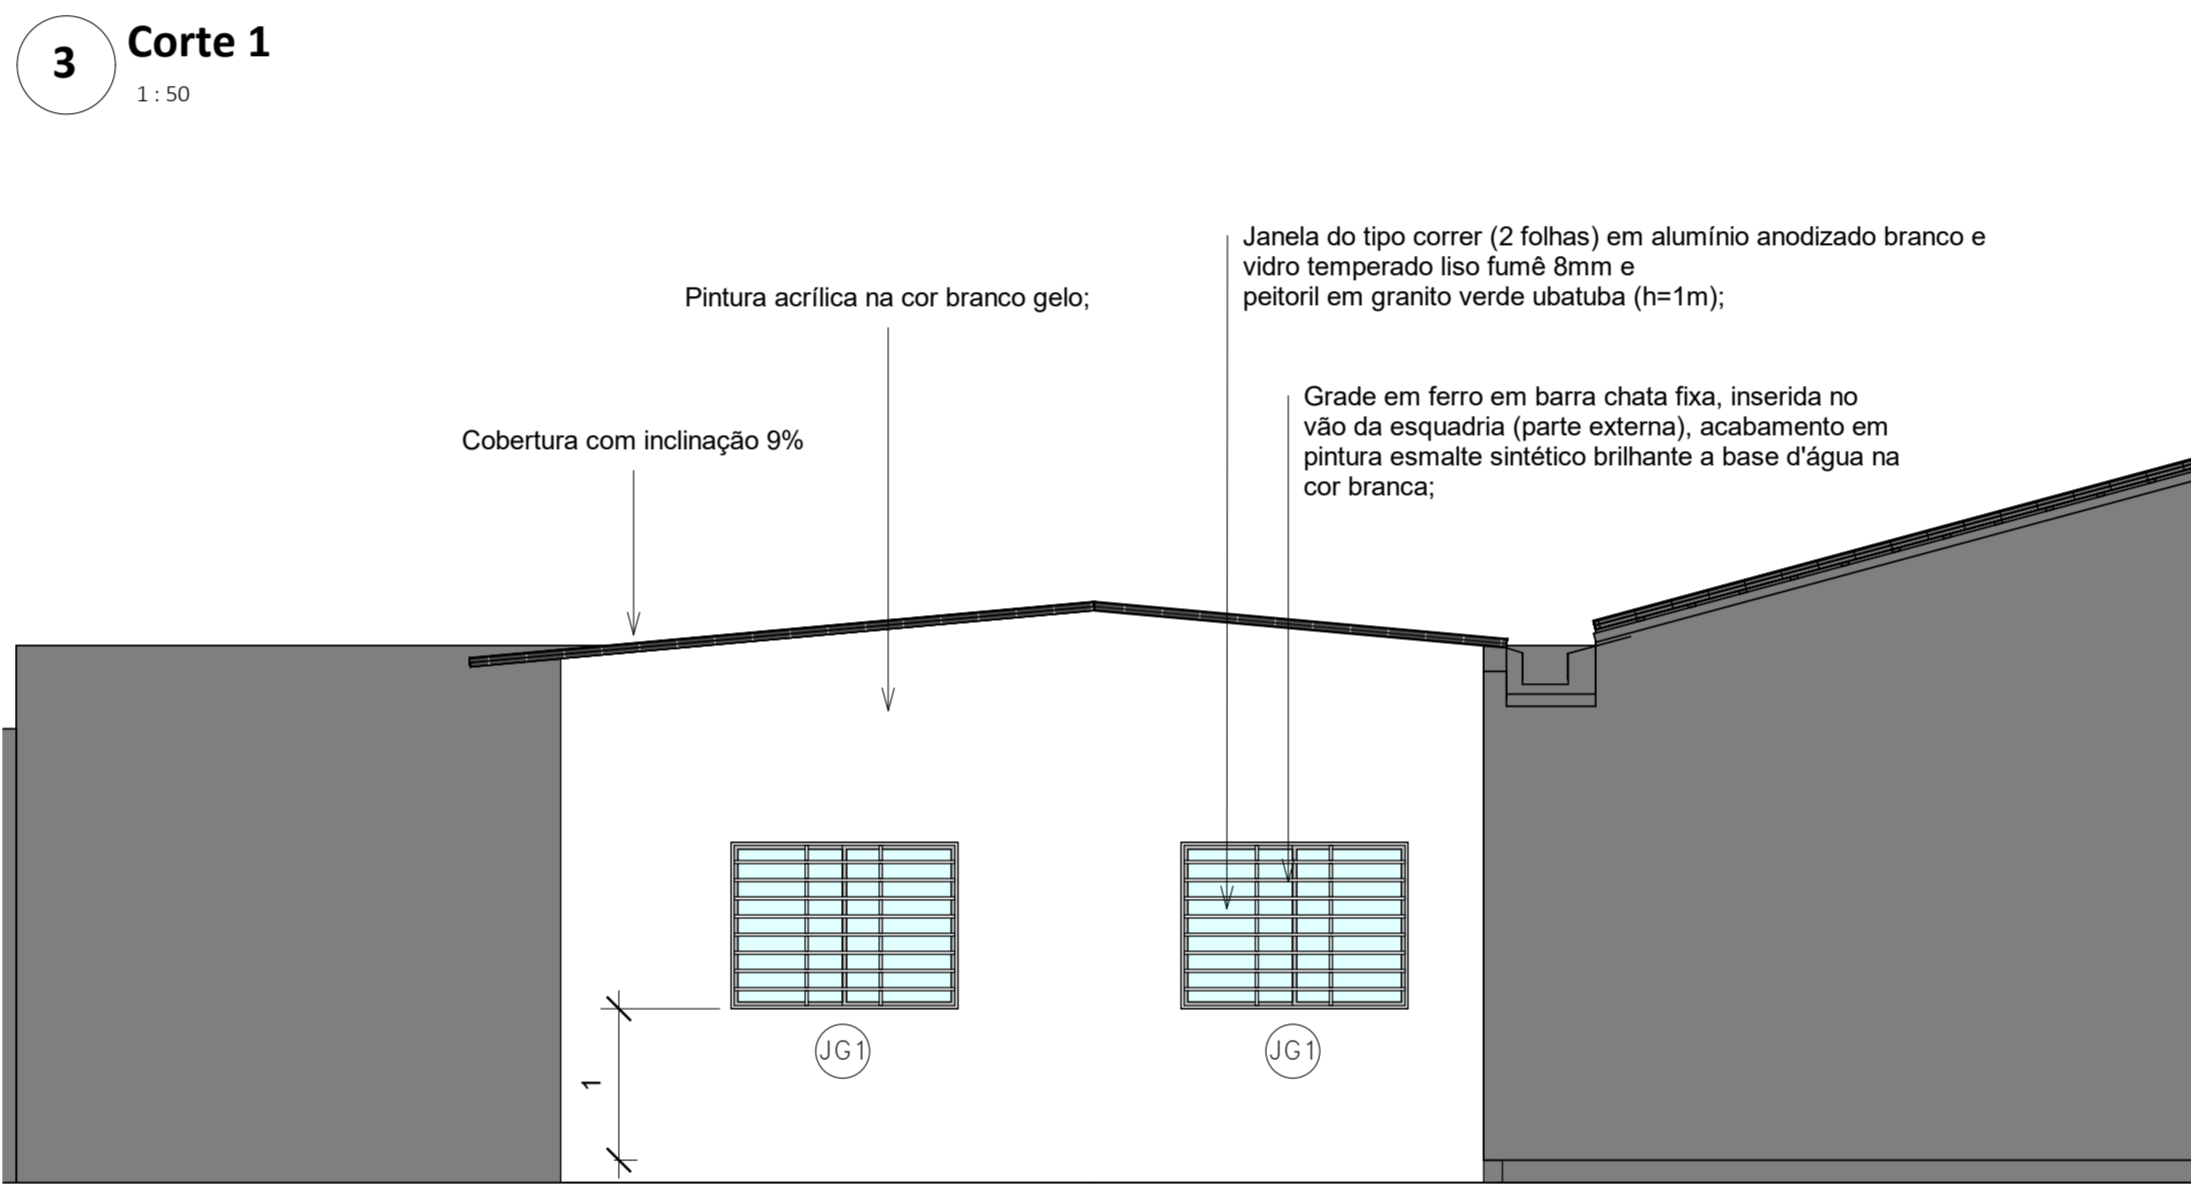 3
Corte 1
1 : 50
Janela do tipo correr (2 folhas) em alumínio anodizado branco e
vidro temperado liso fumê 8mm e
peitoril em granito verde ubatuba (h=1m);
Pintura acrílica na cor branco gelo;
Grade em ferro em barra chata fixa, inserida no
vão da esquadria (parte externa), acabamento em
pintura esmalte sintético brilhante a base d'água na
cor branca;
Cobertura com inclinação 9%
JG1
JG1
1